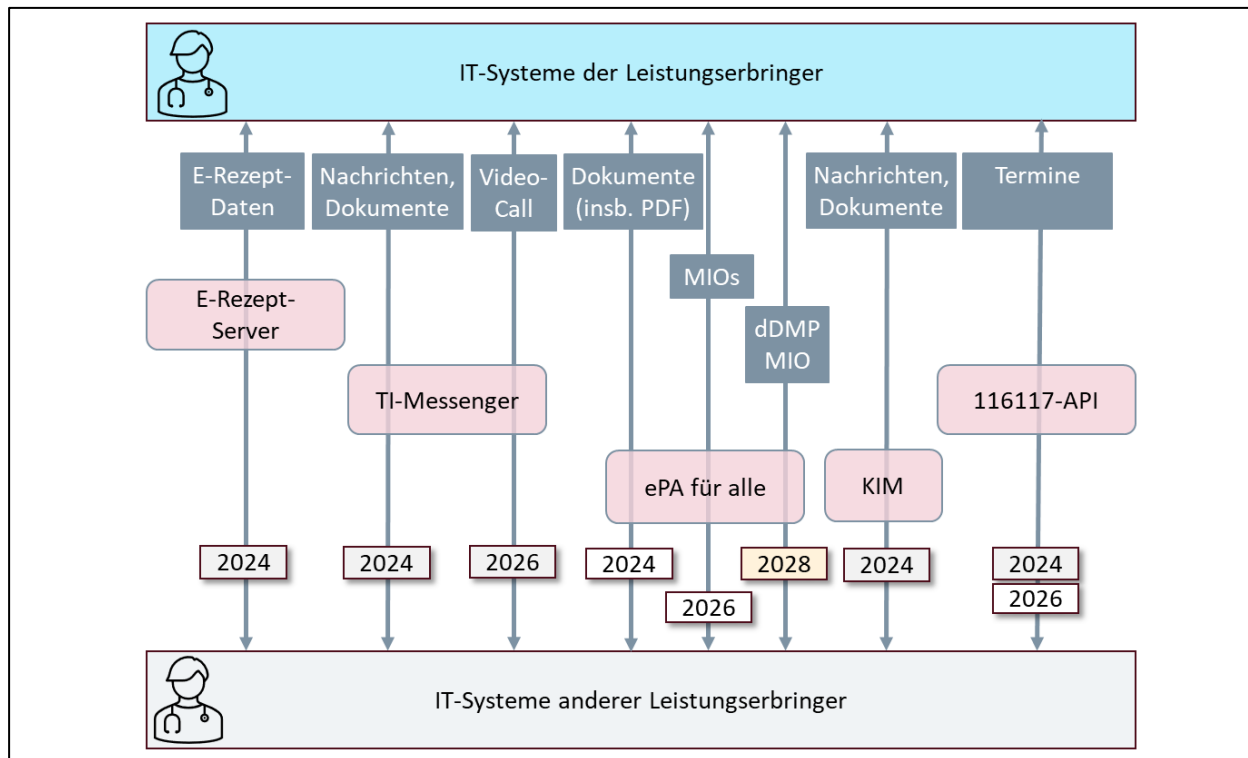 IT-Systeme der Leistungserbringer
E-Rezept-
Daten
Nachrichten,
Dokumente
Video-
Call
Dokumente
(insb. PDF)
Nachrichten,
Dokumente
Termine
MIOs
E-Rezept-
Server
dDMP
MIO
TI-Messenger
116117-API
ePA für alle
KIM
2024
2024
2026
2024
2028
2024
2024
2026
2026
IT-Systeme anderer Leistungserbringer